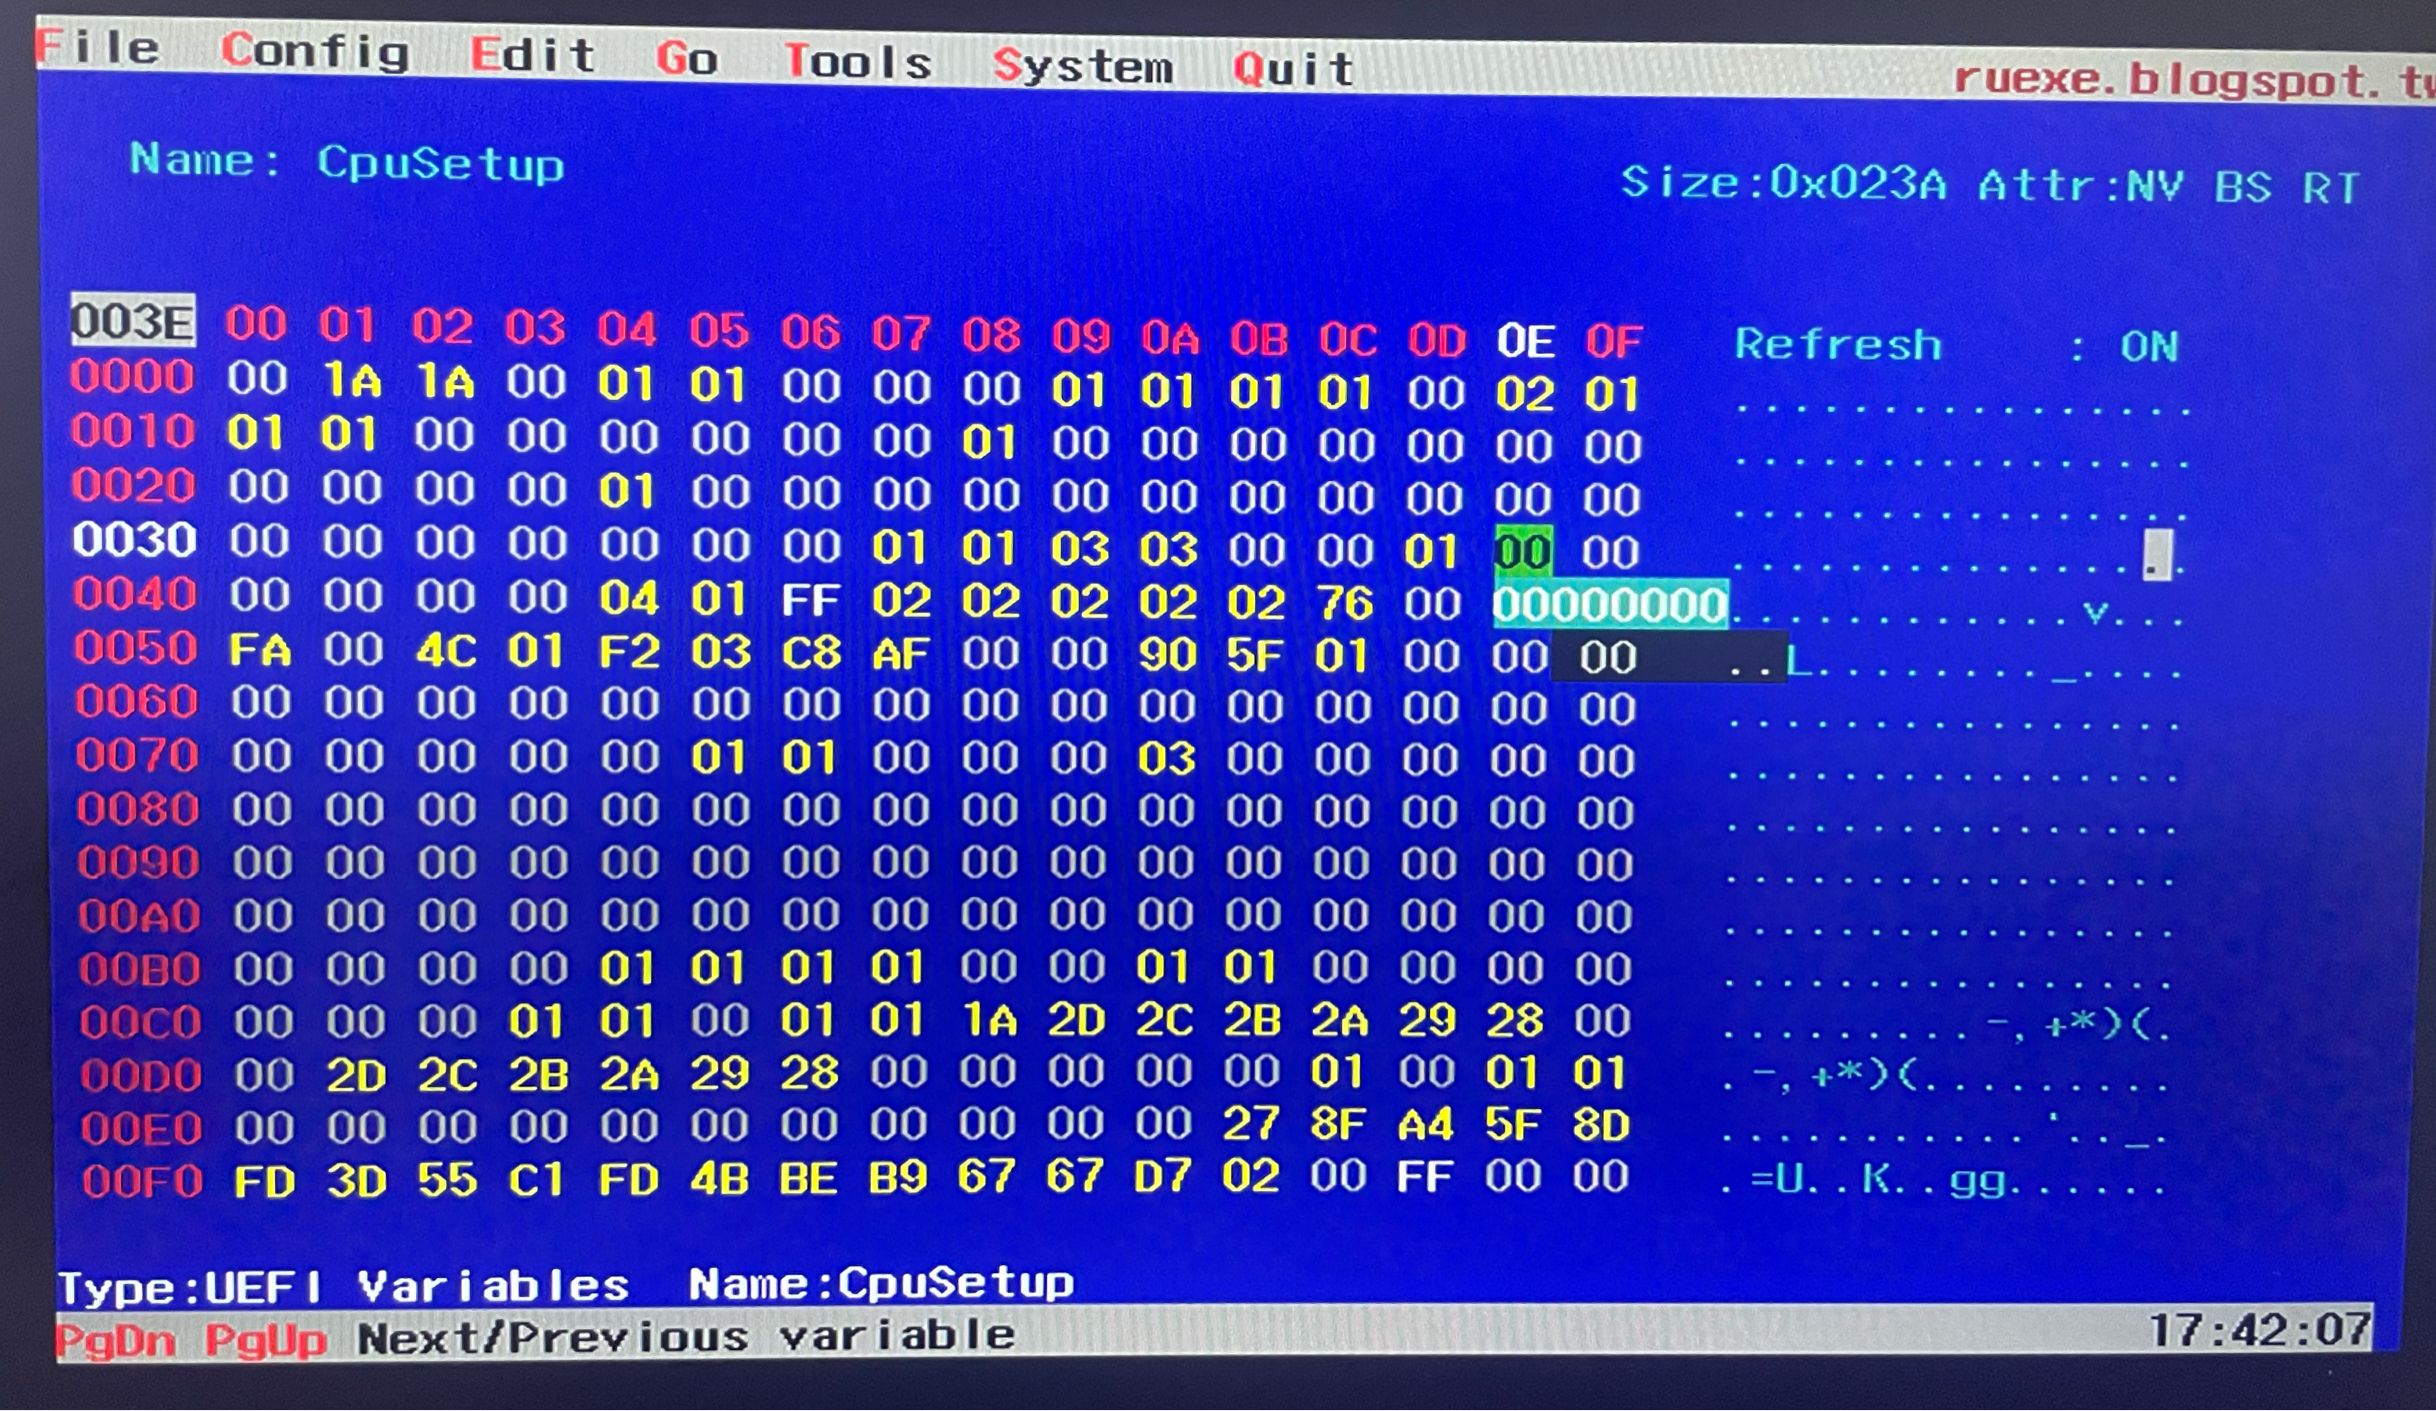 File Config Edit Go Tools System Quit ruexe.blogspot.tw
Name: CpuSetup Size:0x023A Attr:NV BS RT
003E 00 01 02 03 04 05 06 07 08 09 0A 0B 0C 0D 0E 0F Refresh : ON
0000 00 1A 1A 00 01 01 00 00 00 01 01 01 01 00 02 01 ................
0010 01 01 00 00 00 00 00 00 01 00 00 00 00 00 00 00 ................
0020 00 00 00 00 01 00 00 00 00 00 00 00 00 00 00 00 ................
0030 00 00 00 00 00 00 00 01 01 03 03 00 00 01 00 00 ................
0040 00 00 00 00 04 01 FF 02 02 02 02 02 76 00 00000000............v...
0050 FA 00 4C 01 F2 03 C8 AF 00 00 90 5F 01 00 00 00 ..L........_....
0060 00 00 00 00 00 00 00 00 00 00 00 00 00 00 00 00 ................
0070 00 00 00 00 00 01 01 00 00 00 03 00 00 00 00 00 ................
0080 00 00 00 00 00 00 00 00 00 00 00 00 00 00 00 00 ................
0090 00 00 00 00 00 00 00 00 00 00 00 00 00 00 00 00 ................
00A0 00 00 00 00 00 00 00 00 00 00 00 00 00 00 00 00 ................
00B0 00 00 00 00 01 01 01 01 00 00 01 01 00 00 00 00 ................
00C0 00 00 00 01 01 00 01 01 1A 2D 2C 2B 2A 29 28 00 .........-,+*)(.
00D0 00 2D 2C 2B 2A 29 28 00 00 00 00 00 01 00 01 01 .-,+*)(.........
00E0 00 00 00 00 00 00 00 00 00 00 00 27 8F A4 5F 8D ...........'.._.
00F0 FD 3D 55 C1 FD 4B BE B9 67 67 D7 02 00 FF 00 00 .=U..K..gg......
Type:UEFI Variables Name:CpuSetup
PgDn PgUp Next/Previous variable 17:42:07